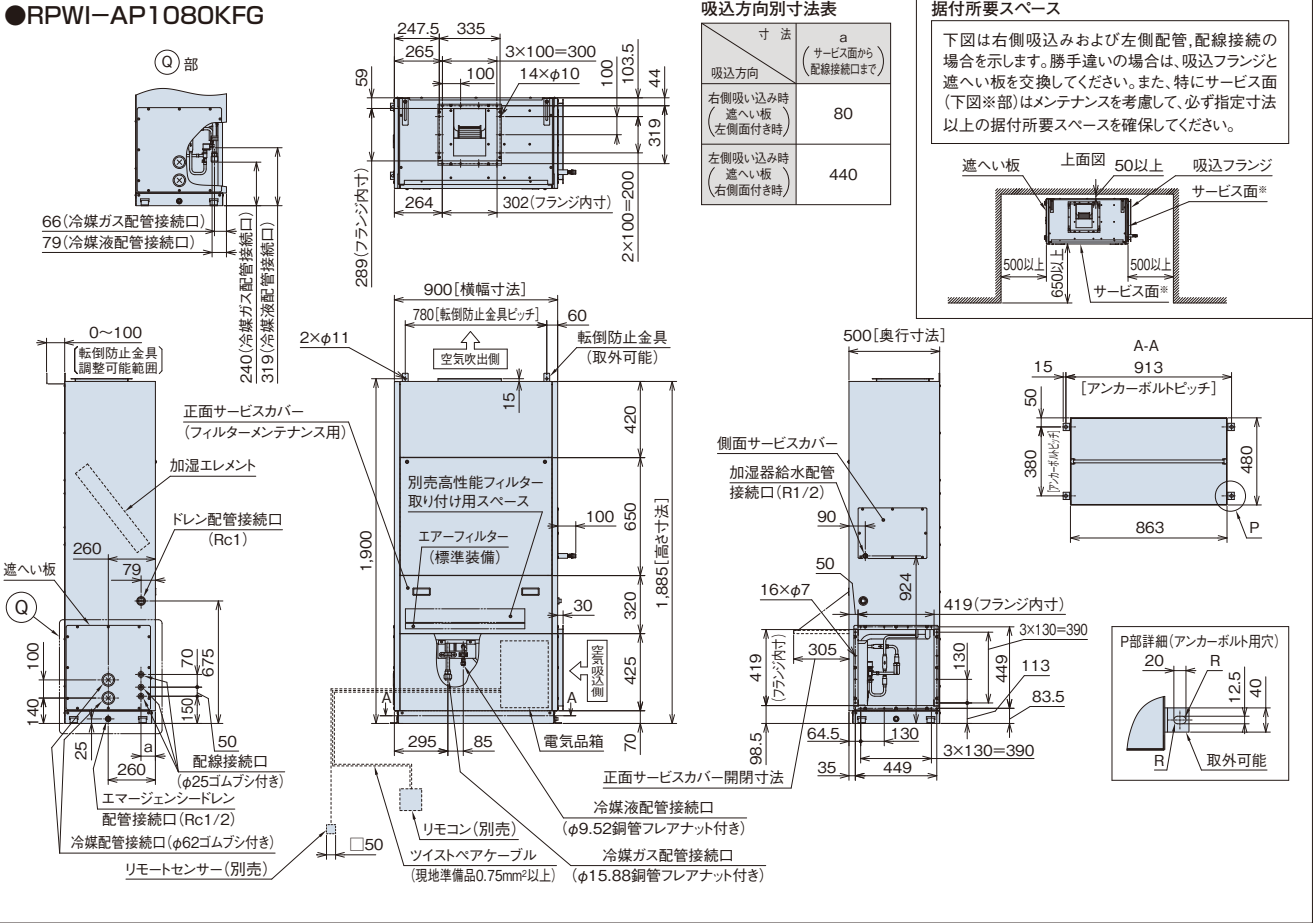 ●RPWI−AP1080KFG
Q 部
66(冷媒ガス配管接続口)
79(冷媒液配管接続口)
240(冷媒ガス配管接続口)
319(冷媒液配管接続口)
247.5
335
265
3×100=300
100
14×φ10
59
100
103.5
44
319
289(フランジ内寸)
264
302(フランジ内寸)
2×100=200
吸込方向別寸法表
寸 法
吸込方向
a
(サービス面から
配線接続口まで)
右側吸い込み時
(遮へい板
左側面付き時)
80
左側吸い込み時
(遮へい板
右側面付き時)
440
据付所要スペース
下図は右側吸込みおよび左側配管,配線接続の
場合を示します。勝手違いの場合は、吸込フランジと
遮へい板を交換してください。また、特にサービス面
(下図※部)はメンテナンスを考慮して、必ず指定寸法
以上の据付所要スペースを確保してください。
遮へい板
上面図
50以上
吸込フランジ
サービス面※
500以上
650以上
500以上
サービス面※
0〜100
[転倒防止金具
調整可能範囲]
加湿エレメント
ドレン配管接続口
(Rc1)
260
79
遮へい板
Q
100
140
70
675
150
50
25
a
260
配線接続口
(φ25ゴムブシ付き)
エマージェンシードレン
配管接続口(Rc1/2)
冷媒配管接続口(φ62ゴムブシ付き)
リモートセンサー(別売)
900[横幅寸法]
780[転倒防止金具ピッチ]
60
2×φ11
空気吹出側
転倒防止金具
(取外可能)
15
正面サービスカバー
(フィルターメンテナンス用)
別売高性能フィルター
取り付け用スペース
エアーフィルター
(標準装備)
1,900
420
650
100
1,885[高さ寸法]
320
30
425
空気吸込側
A
A
70
295
85
電気品箱
□50
リモコン(別売)
ツイストペアケーブル
(現地準備品0.75mm²以上)
冷媒液配管接続口
(φ9.52銅管フレアナット付き)
冷媒ガス配管接続口
(φ15.88銅管フレアナット付き)
正面サービスカバー開閉寸法
500[奥行寸法]
側面サービスカバー
加湿器給水配管
接続口(R1/2)
90
50
924
16×φ7
419(フランジ内寸)
3×130=390
305
419
(フランジ内寸)
130
449
113
83.5
98.5
64.5
130
3×130=390
35
449
A-A
15
913
[アンカーボルトピッチ]
50
380
[アンカーボルトピッチ]
480
863
P
P部詳細(アンカーボルト用穴)
20
R
12.5
40
R
取外可能